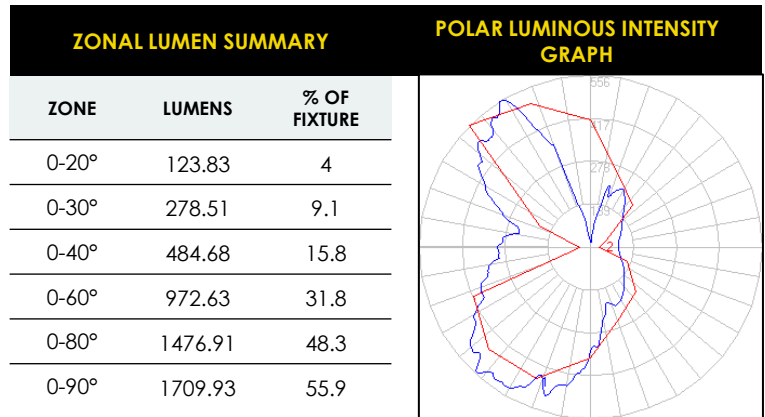 ZONAL LUMEN SUMMARY
POLAR LUMINOUS INTENSITY
GRAPH
ZONE LUMENS % OF
FIXTURE
0-20° 123.83 4
0-30° 278.51 9.1
0-40° 484.68 15.8
0-60° 972.63 31.8
0-80° 1476.91 48.3
0-90° 1709.93 55.9
556
417
278
2